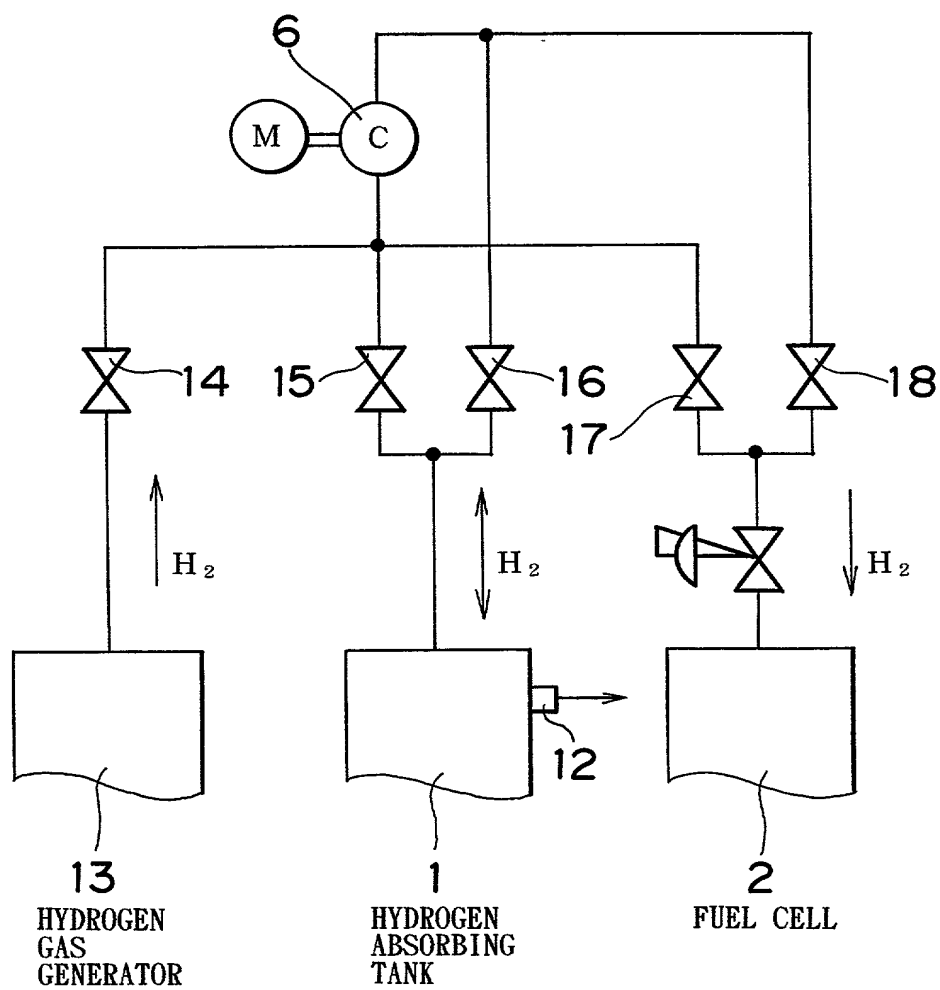 6
M
C
14
15
16
17
18
H₂
H₂
H₂
12
13
1
2
HYDROGEN
GAS
GENERATOR
HYDROGEN
ABSORBING
TANK
FUEL CELL